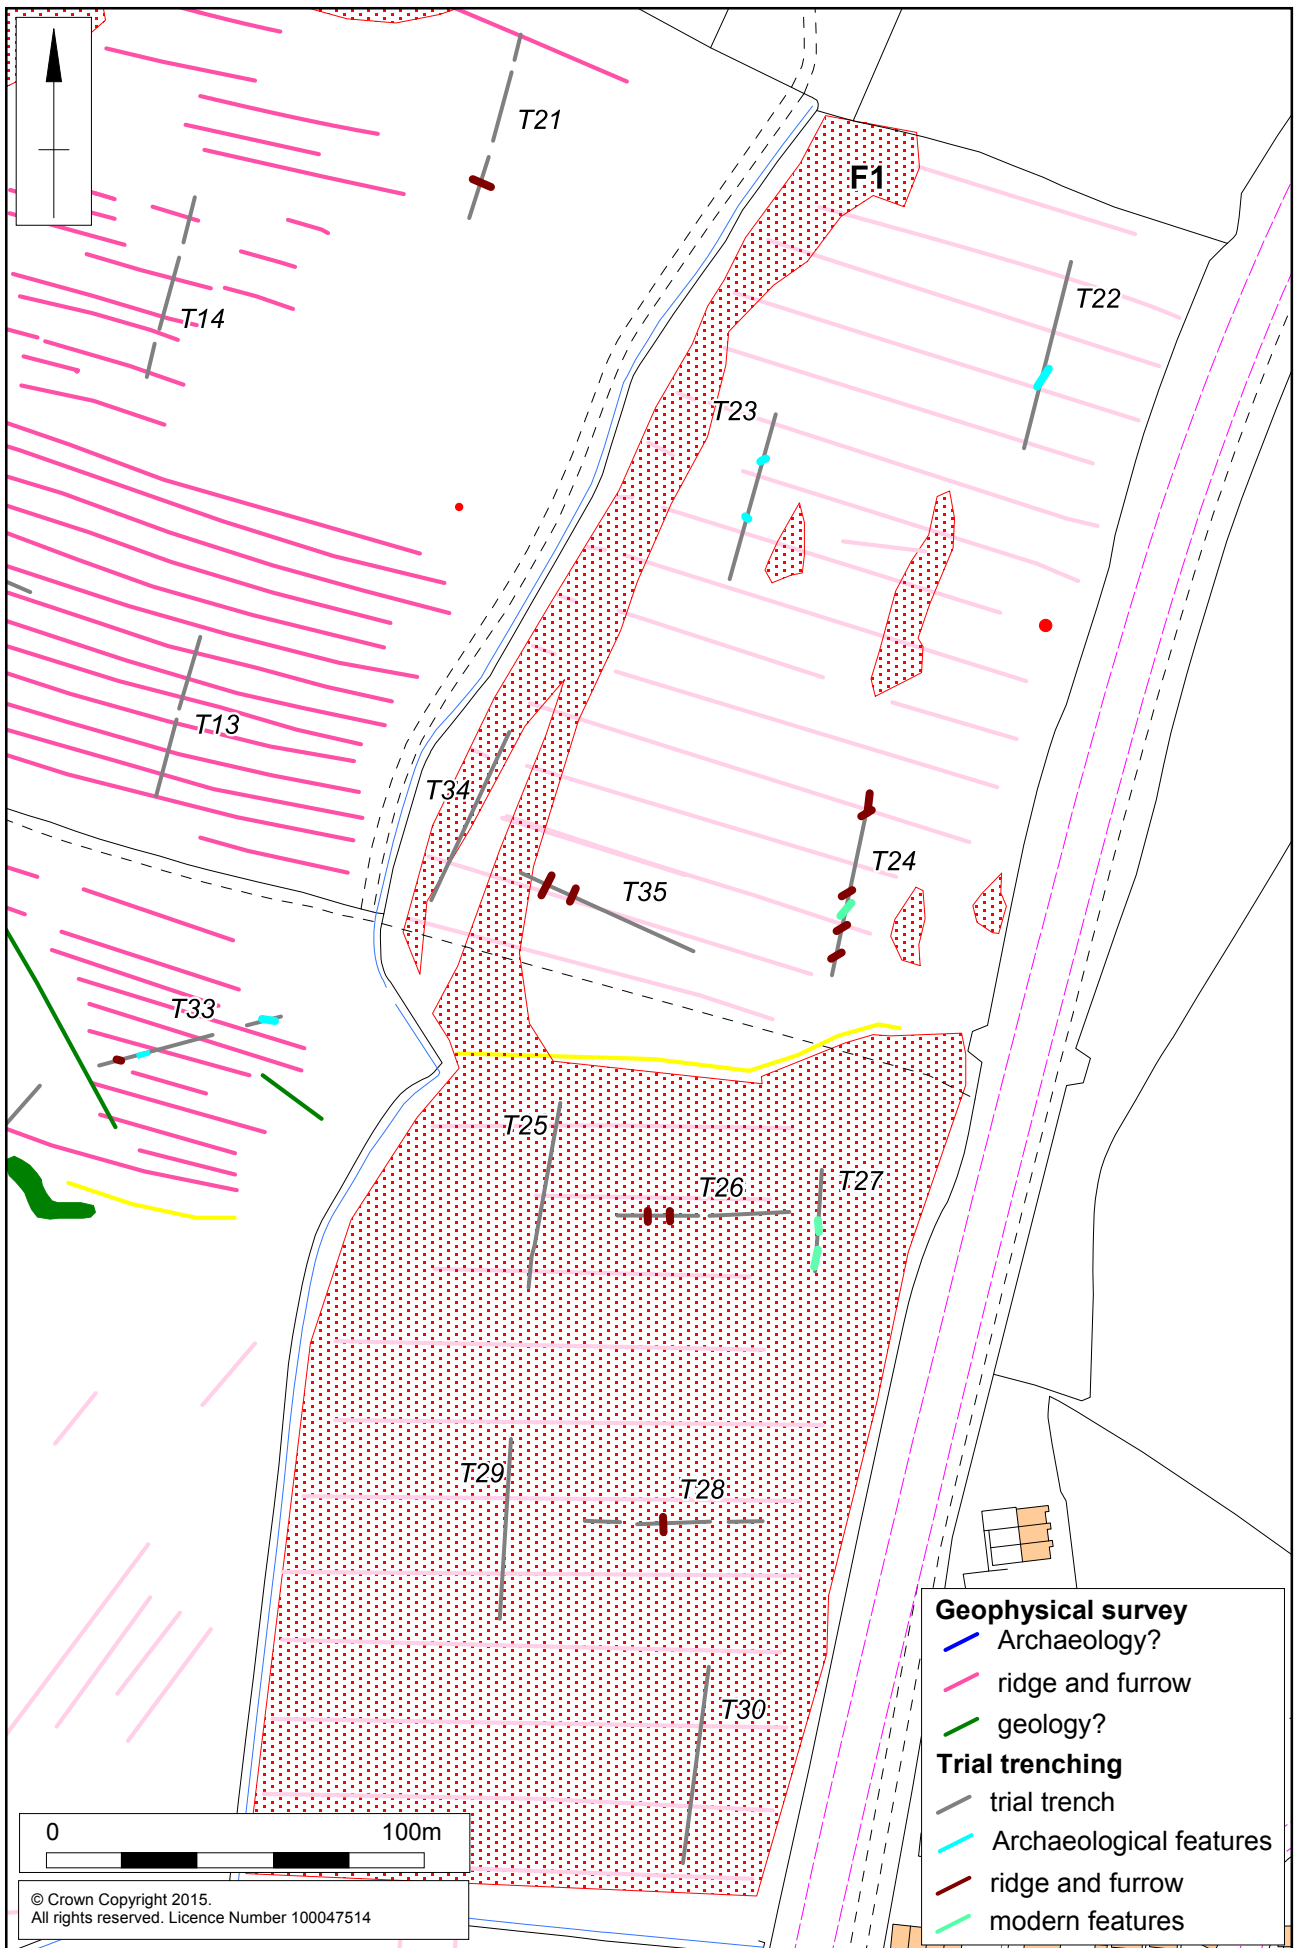 T21
F1
T22
T14
T23
T13
T34
T24
T35
T33
T25
T26
T27
T29
T28
T30
Geophysical survey
Archaeology?
ridge and furrow
geology?
Trial trenching
trial trench
Archaeological features
ridge and furrow
modern features
0 100m
© Crown Copyright 2015.
All rights reserved. Licence Number 100047514